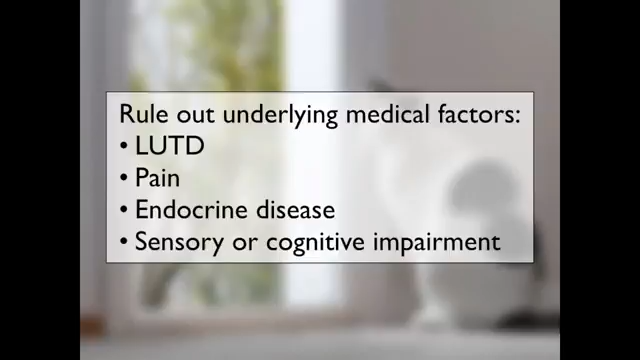 Rule out underlying medical factors:
• LUTD
• Pain
• Endocrine disease
• Sensory or cognitive impairment